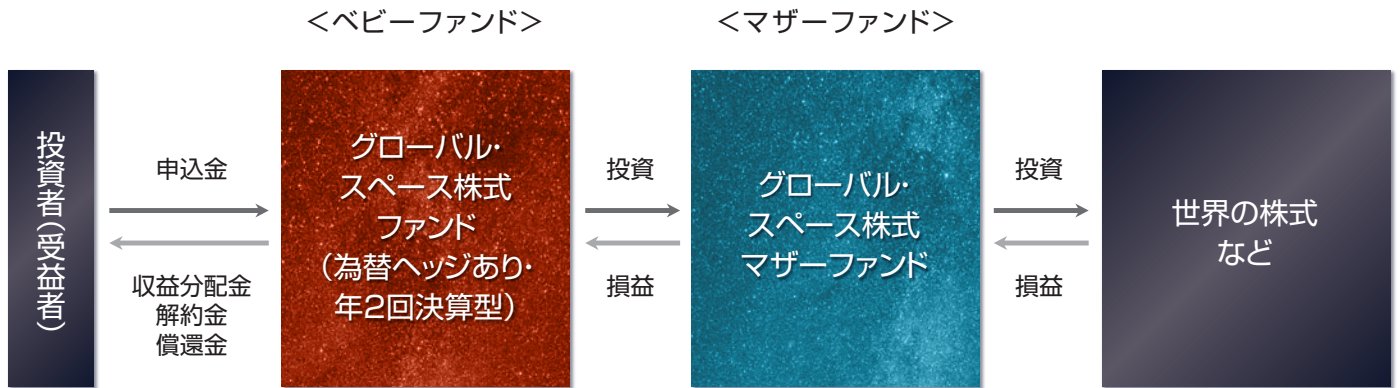 ＜ベビーファンド＞
＜マザーファンド＞
投資者（受益者）
申込金
収益分配金
解約金
償還金
グローバル・
スペース株式
ファンド
（為替ヘッジあり・
年2回決算型）
投資
損益
グローバル・
スペース株式
マザーファンド
投資
損益
世界の株式
など